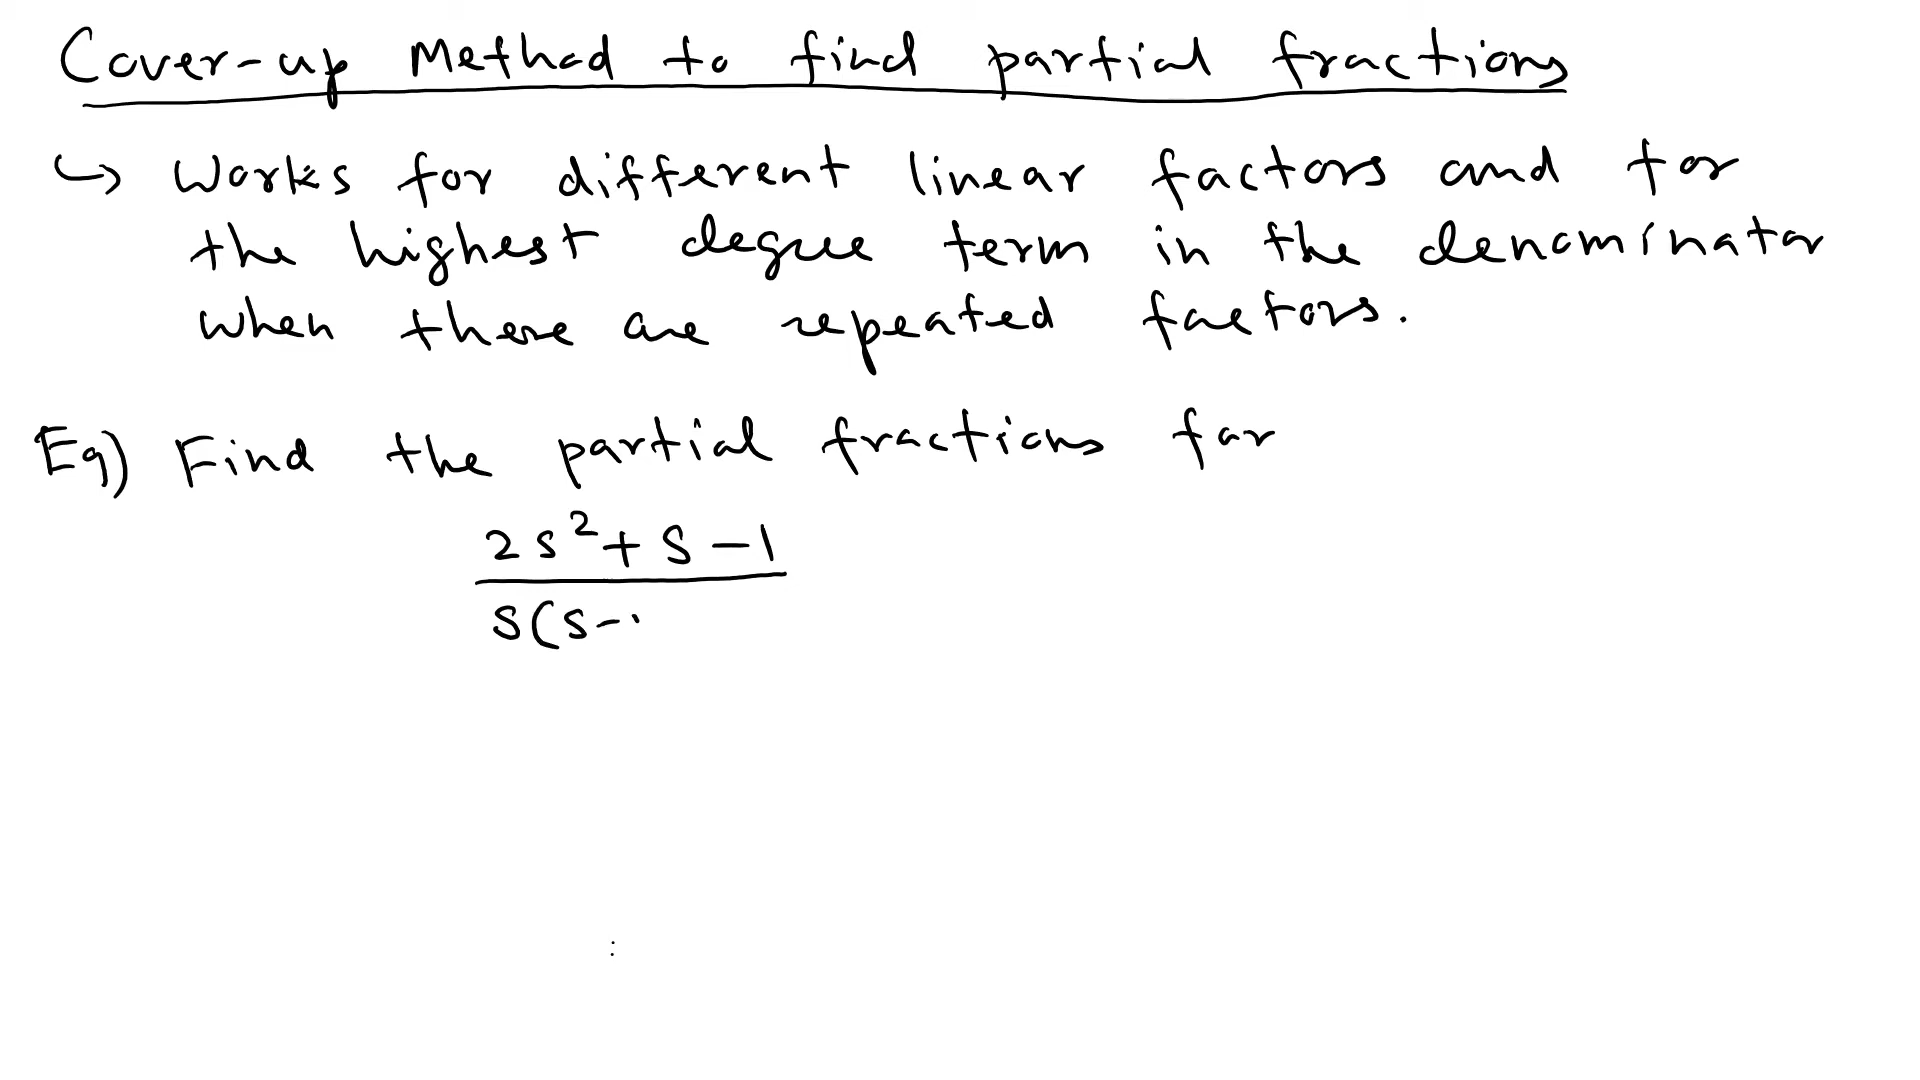 Cover-up Method to find partial fractions
↪ Works for different linear factors and for
the highest degree term in the denominator
when there are repeated factors.
Eg) Find the partial fractions for
2s²+s-1
s(s-